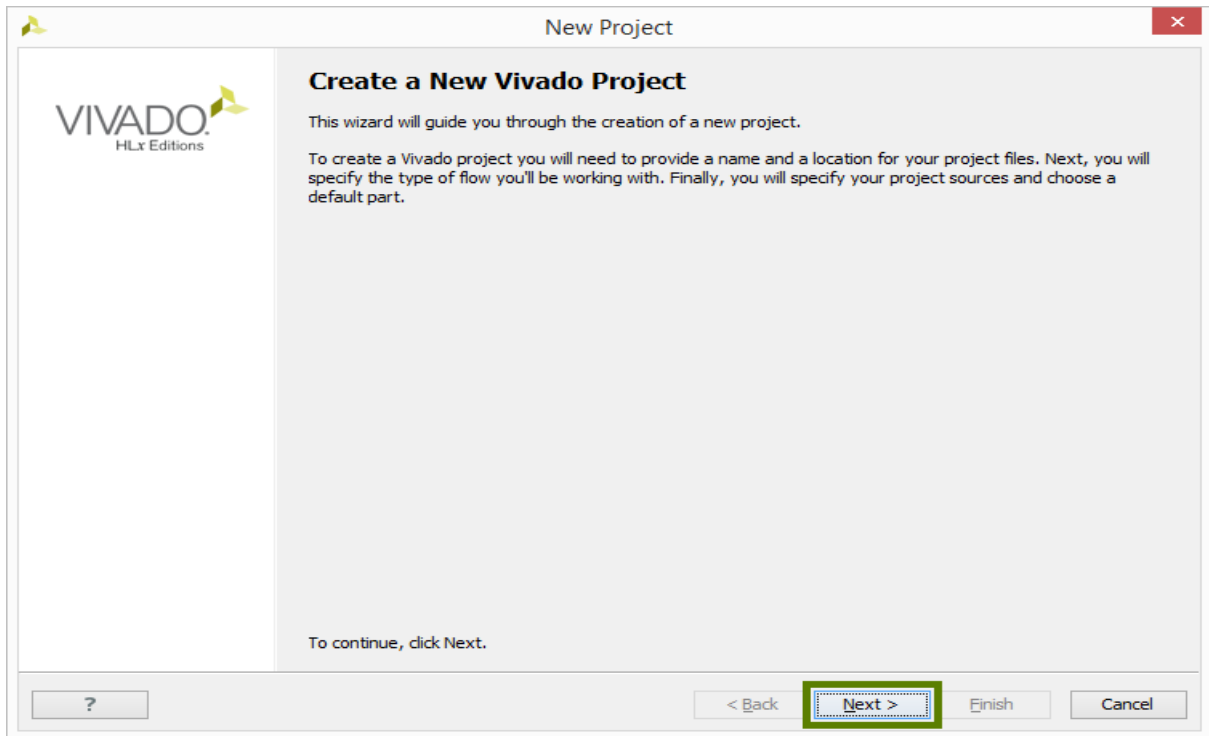 New Project
×
VIVADO.
HLx Editions
Create a New Vivado Project
This wizard will guide you through the creation of a new project.
To create a Vivado project you will need to provide a name and a location for your project files. Next, you will
specify the type of flow you'll be working with. Finally, you will specify your project sources and choose a
default part.
To continue, click Next.
?
< Back
Next >
Finish
Cancel